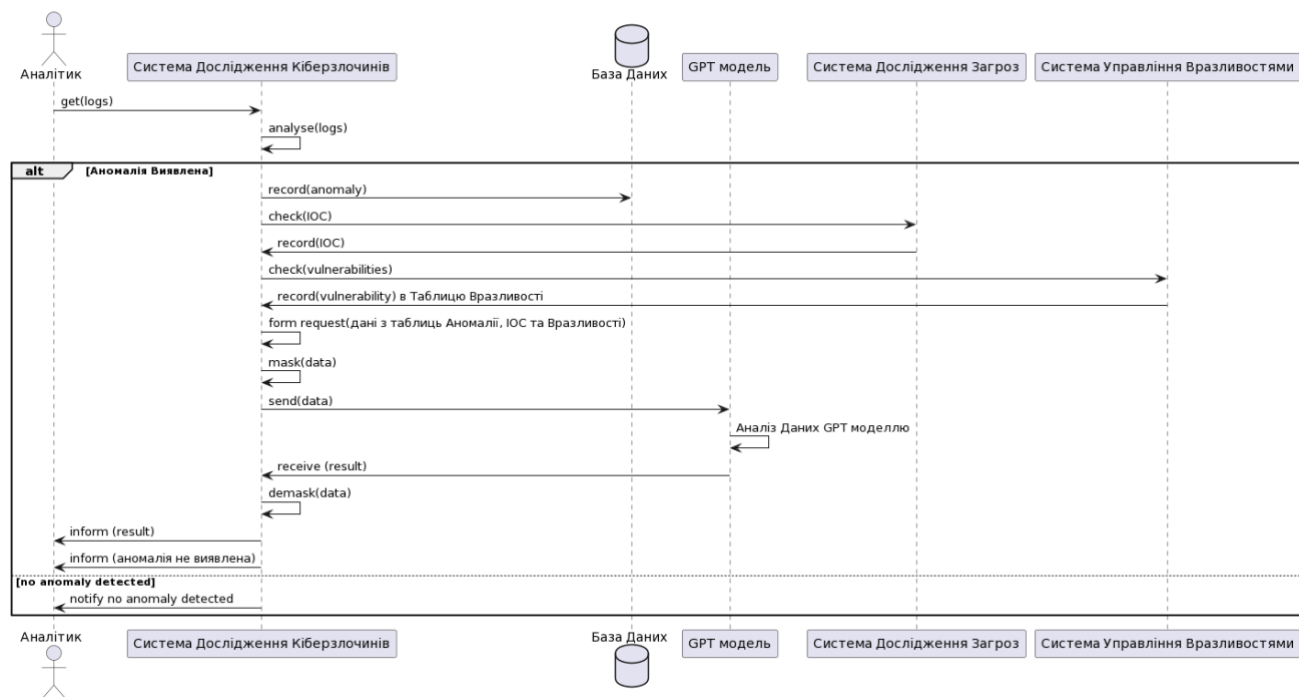 Аналітик
Система Дослідження Кіберзлочинів
База Даних
GPT модель
Система Дослідження Загроз
Система Управління Вразливостями
get(logs)
analyse(logs)
alt
[Аномалія Виявлена]
record(anomaly)
check(IOC)
record(IOC)
check(vulnerabilities)
record(vulnerability) в Таблицю Вразливості
form request(дані з таблиць Аномалії, IOC та Вразливості)
mask(data)
send(data)
Аналіз Даних GPT моделлю
receive (result)
demask(data)
inform (result)
inform (аномалія не виявлена)
[no anomaly detected]
notify no anomaly detected
Аналітик
Система Дослідження Кіберзлочинів
База Даних
GPT модель
Система Дослідження Загроз
Система Управління Вразливостями